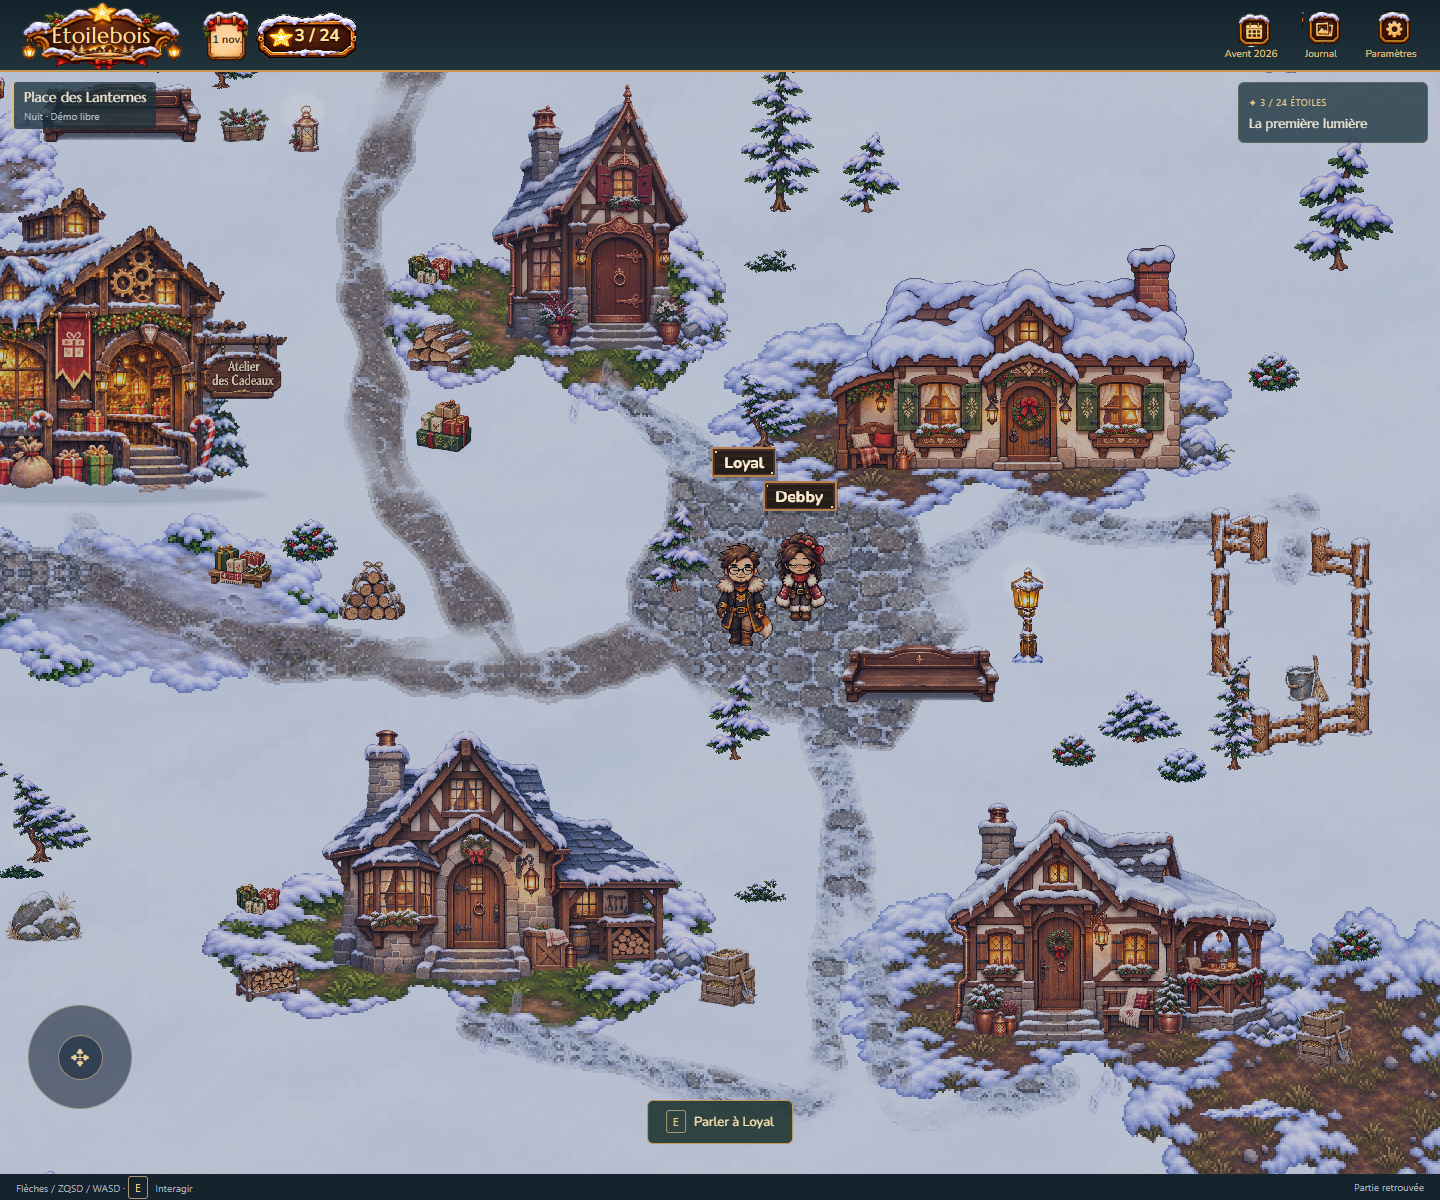 Etoilebois
1 nov.
3 / 24
Avent 2026
Journal
Paramètres
Place des Lanternes
Nuit · Démo libre
✦ 3 / 24 ÉTOILES
La première lumière
Atelier
des Cadeaux
Loyal
Debby
E Parler à Loyal
Flèches / ZQSD / WASD · E Interagir
Partie retrouvée